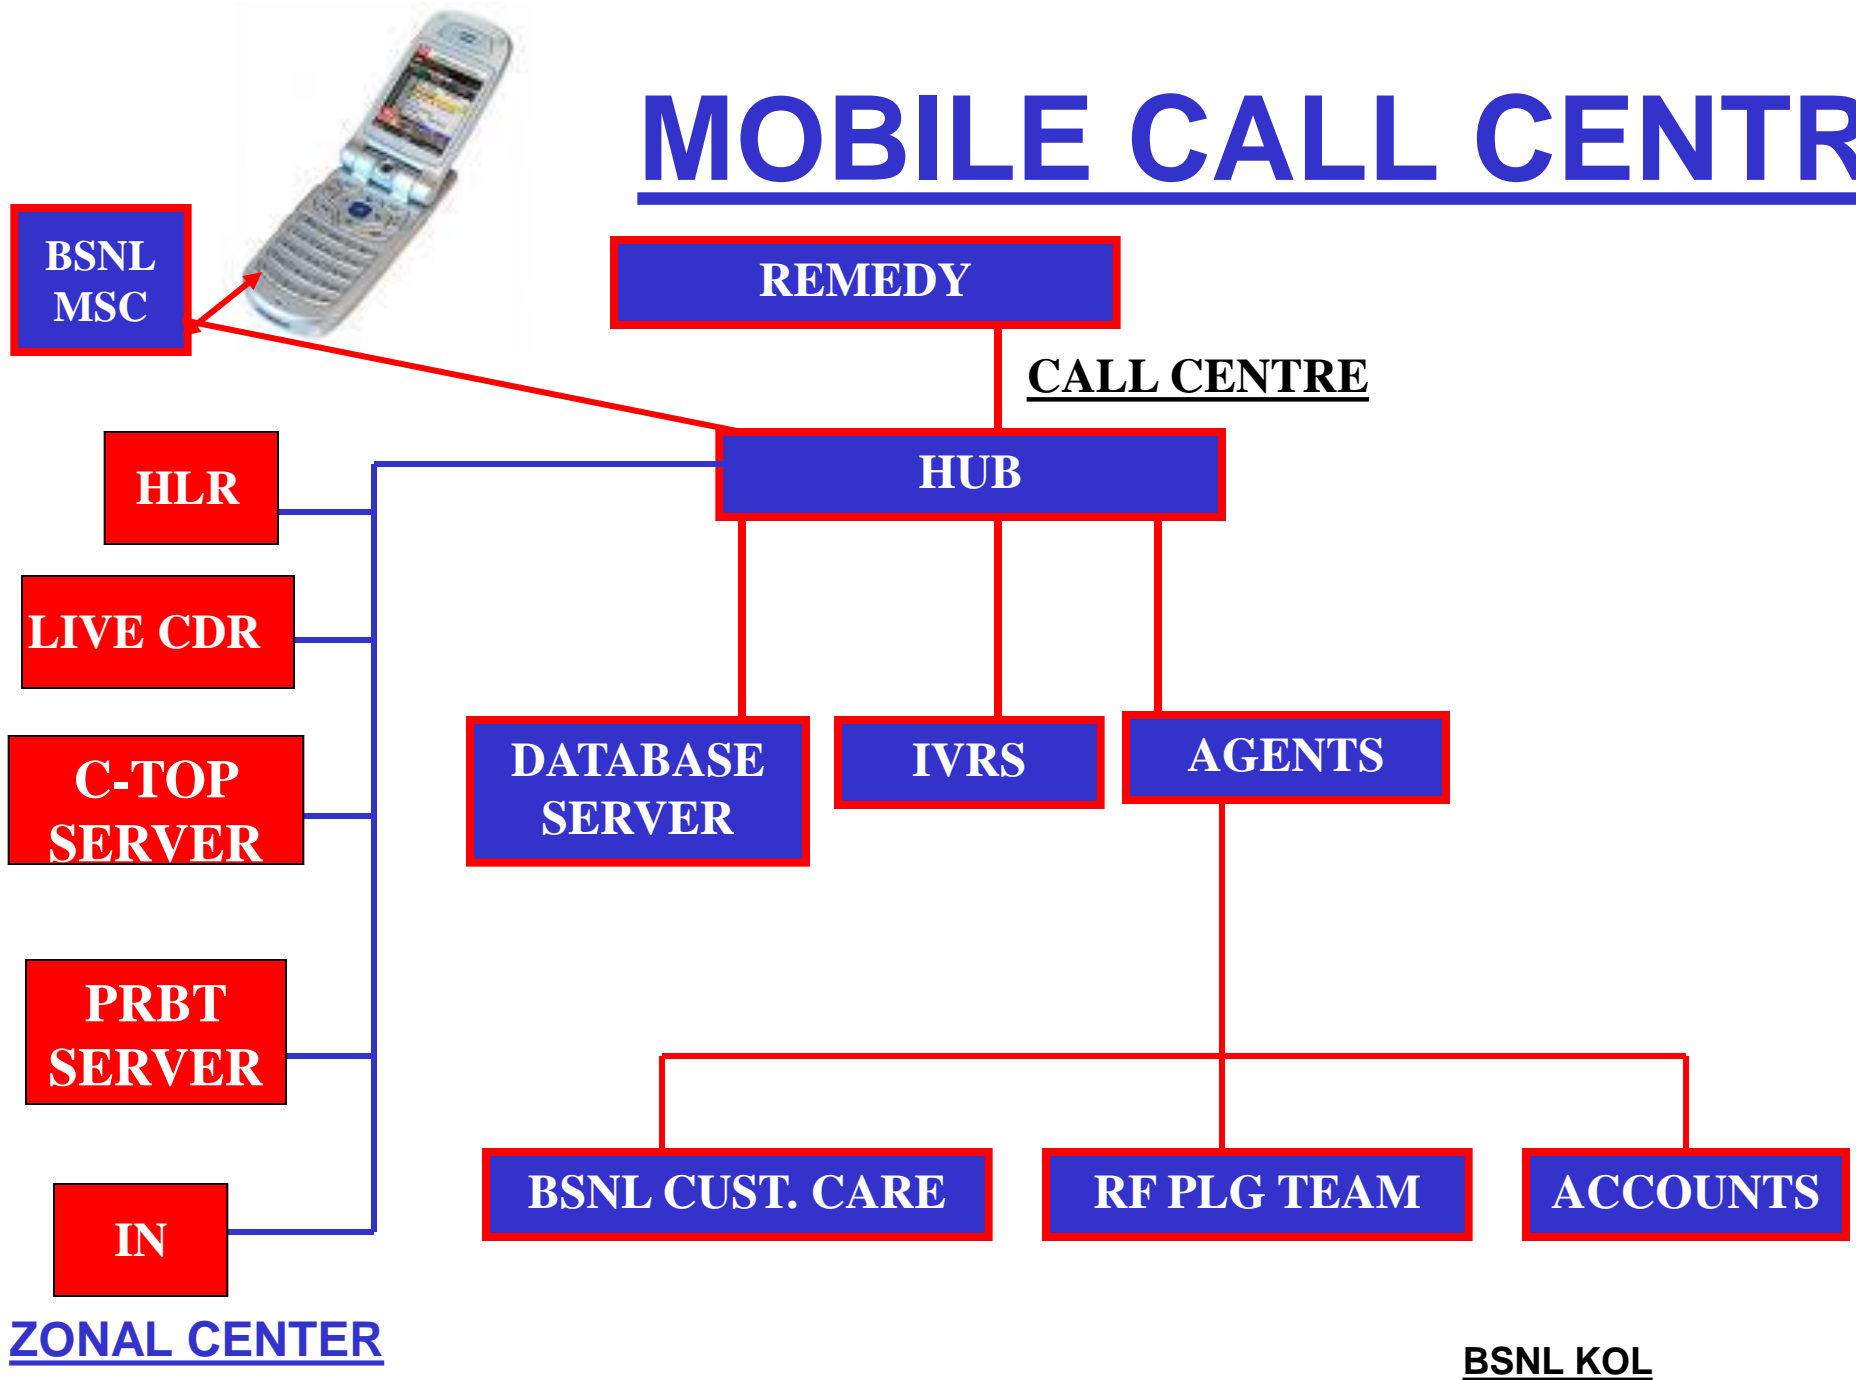 MOBILE CALL CENTR
BSNL
MSC
REMEDY
CALL CENTRE
HUB
HLR
LIVE CDR
C-TOP
SERVER
PRBT
SERVER
IN
DATABASE
SERVER
IVRS
AGENTS
BSNL CUST. CARE
RF PLG TEAM
ACCOUNTS
ZONAL CENTER
BSNL KOL